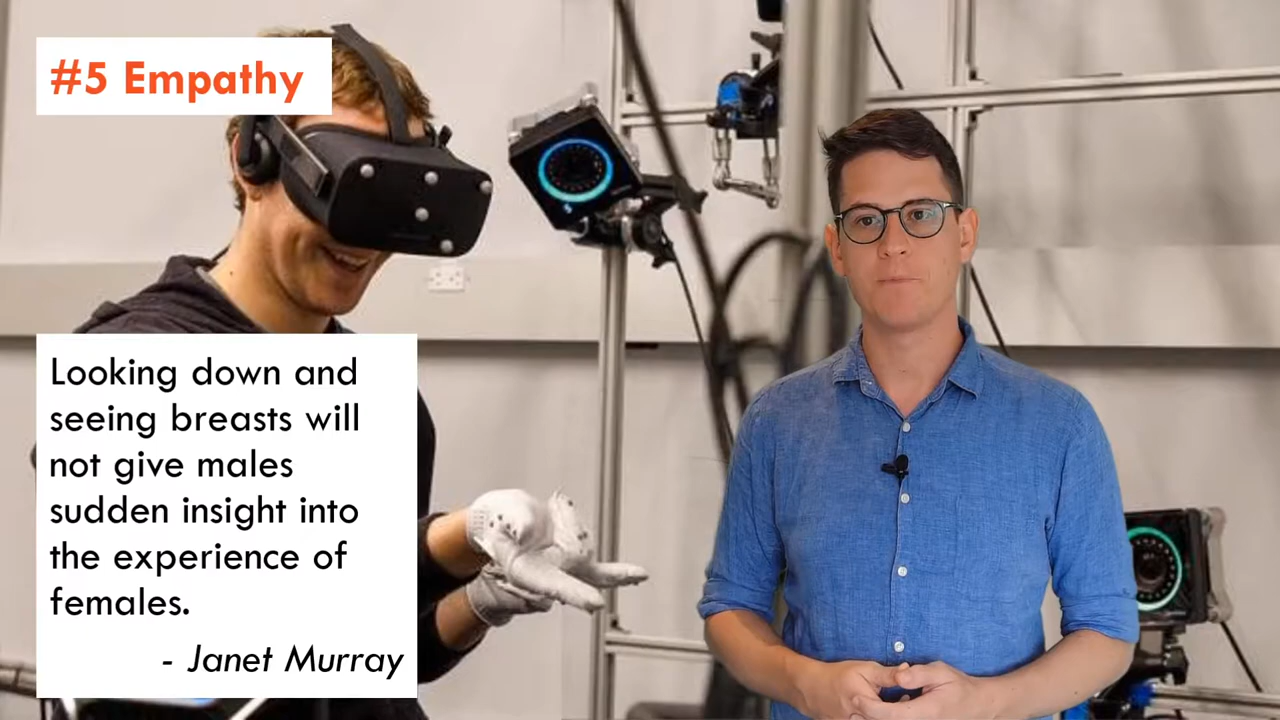 #5 Empathy
Looking down and
seeing breasts will
not give males
sudden insight into
the experience of
females.
- Janet Murray